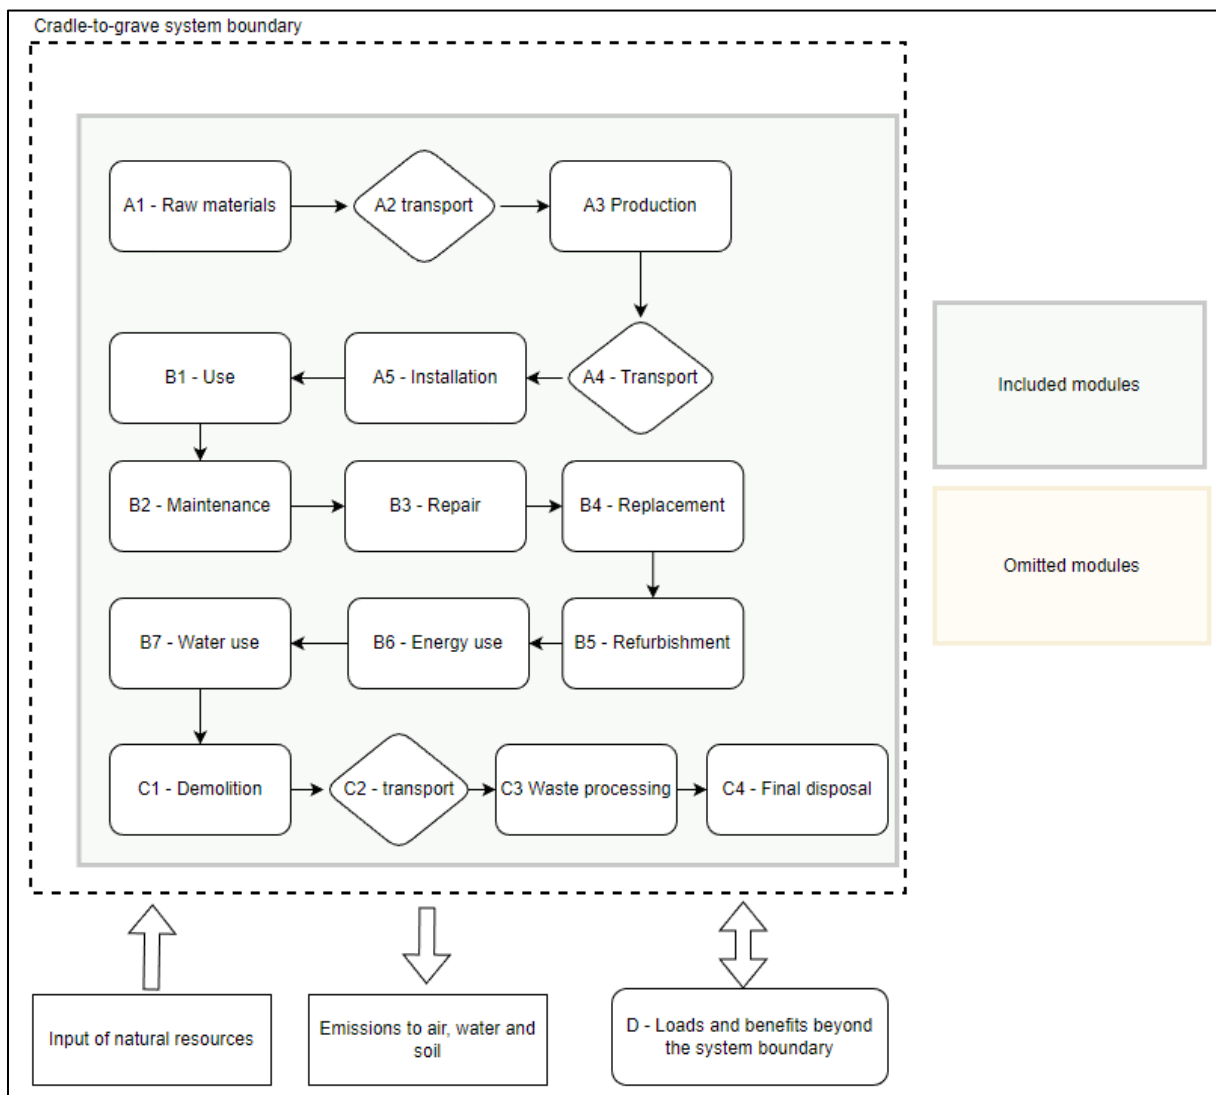 Cradle-to-grave system boundary
A1 - Raw materials
A2 transport
A3 Production
B1 - Use
A5 - Installation
A4 - Transport
Included modules
B2 - Maintenance
B3 - Repair
B4 - Replacement
Omitted modules
B7 - Water use
B6 - Energy use
B5 - Refurbishment
C1 - Demolition
C2 - transport
C3 Waste processing
C4 - Final disposal
Input of natural resources
Emissions to air, water and
soil
D - Loads and benefits beyond
the system boundary